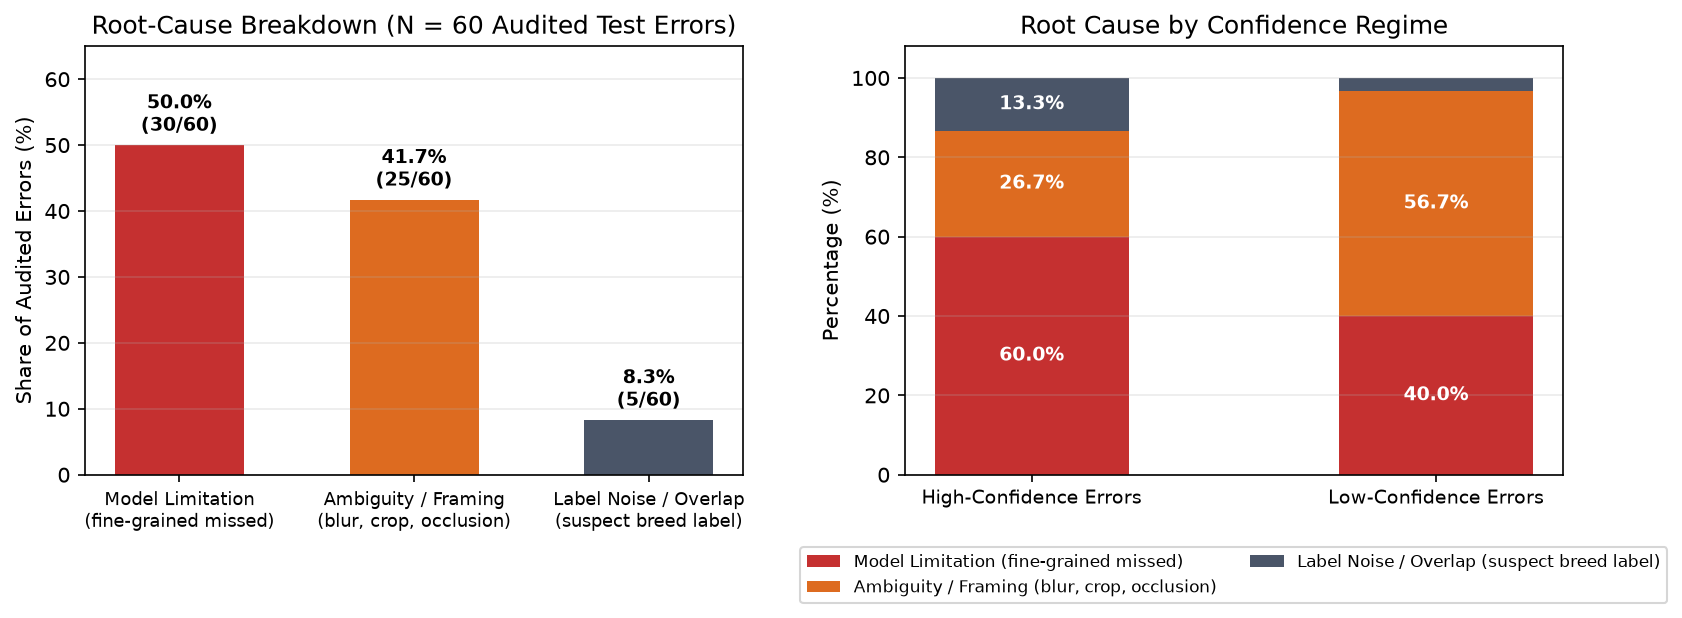 Root-Cause Breakdown (N = 60 Audited Test Errors)
Share of Audited Errors (%)
60
50
40
30
20
10
0
50.0%
(30/60)
41.7%
(25/60)
8.3%
(5/60)
Model Limitation
(fine-grained missed)
Ambiguity / Framing
(blur, crop, occlusion)
Label Noise / Overlap
(suspect breed label)
Root Cause by Confidence Regime
Percentage (%)
100
80
60
40
20
0
13.3%
26.7%
60.0%
56.7%
40.0%
High-Confidence Errors
Low-Confidence Errors
Model Limitation (fine-grained missed)
Ambiguity / Framing (blur, crop, occlusion)
Label Noise / Overlap (suspect breed label)